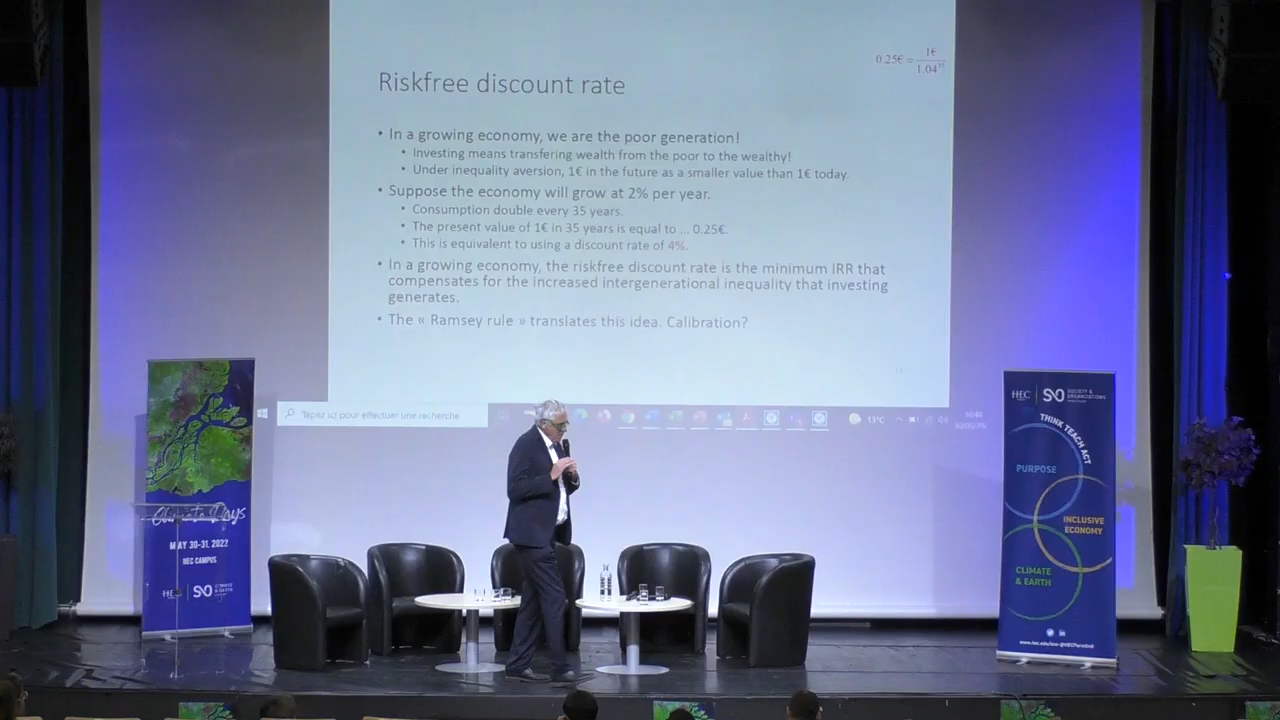 0.25€ = 1€ / 1.04³⁵
Riskfree discount rate
• In a growing economy, we are the poor generation!
• Investing means transfering wealth from the poor to the wealthy!
• Under inequality aversion, 1€ in the future as a smaller value than 1€ today.
• Suppose the economy will grow at 2% per year.
• Consumption double every 35 years.
• The present value of 1€ in 35 years is equal to ... 0.25€.
• This is equivalent to using a discount rate of 4%.
• In a growing economy, the riskfree discount rate is the minimum IRR that
compensates for the increased intergenerational inequality that investing
generates.
• The « Ramsey rule » translates this idea. Calibration?
Tapez ici pour effectuer une recherche
13°C
Days
MAY 30-31, 2022
HEC CAMPUS
HEC
CLIMATE
& EARTH
HEC
SOCIETY &
ORGANIZATIONS
THINK TEACH ACT
PURPOSE
INCLUSIVE
ECONOMY
CLIMATE
& EARTH